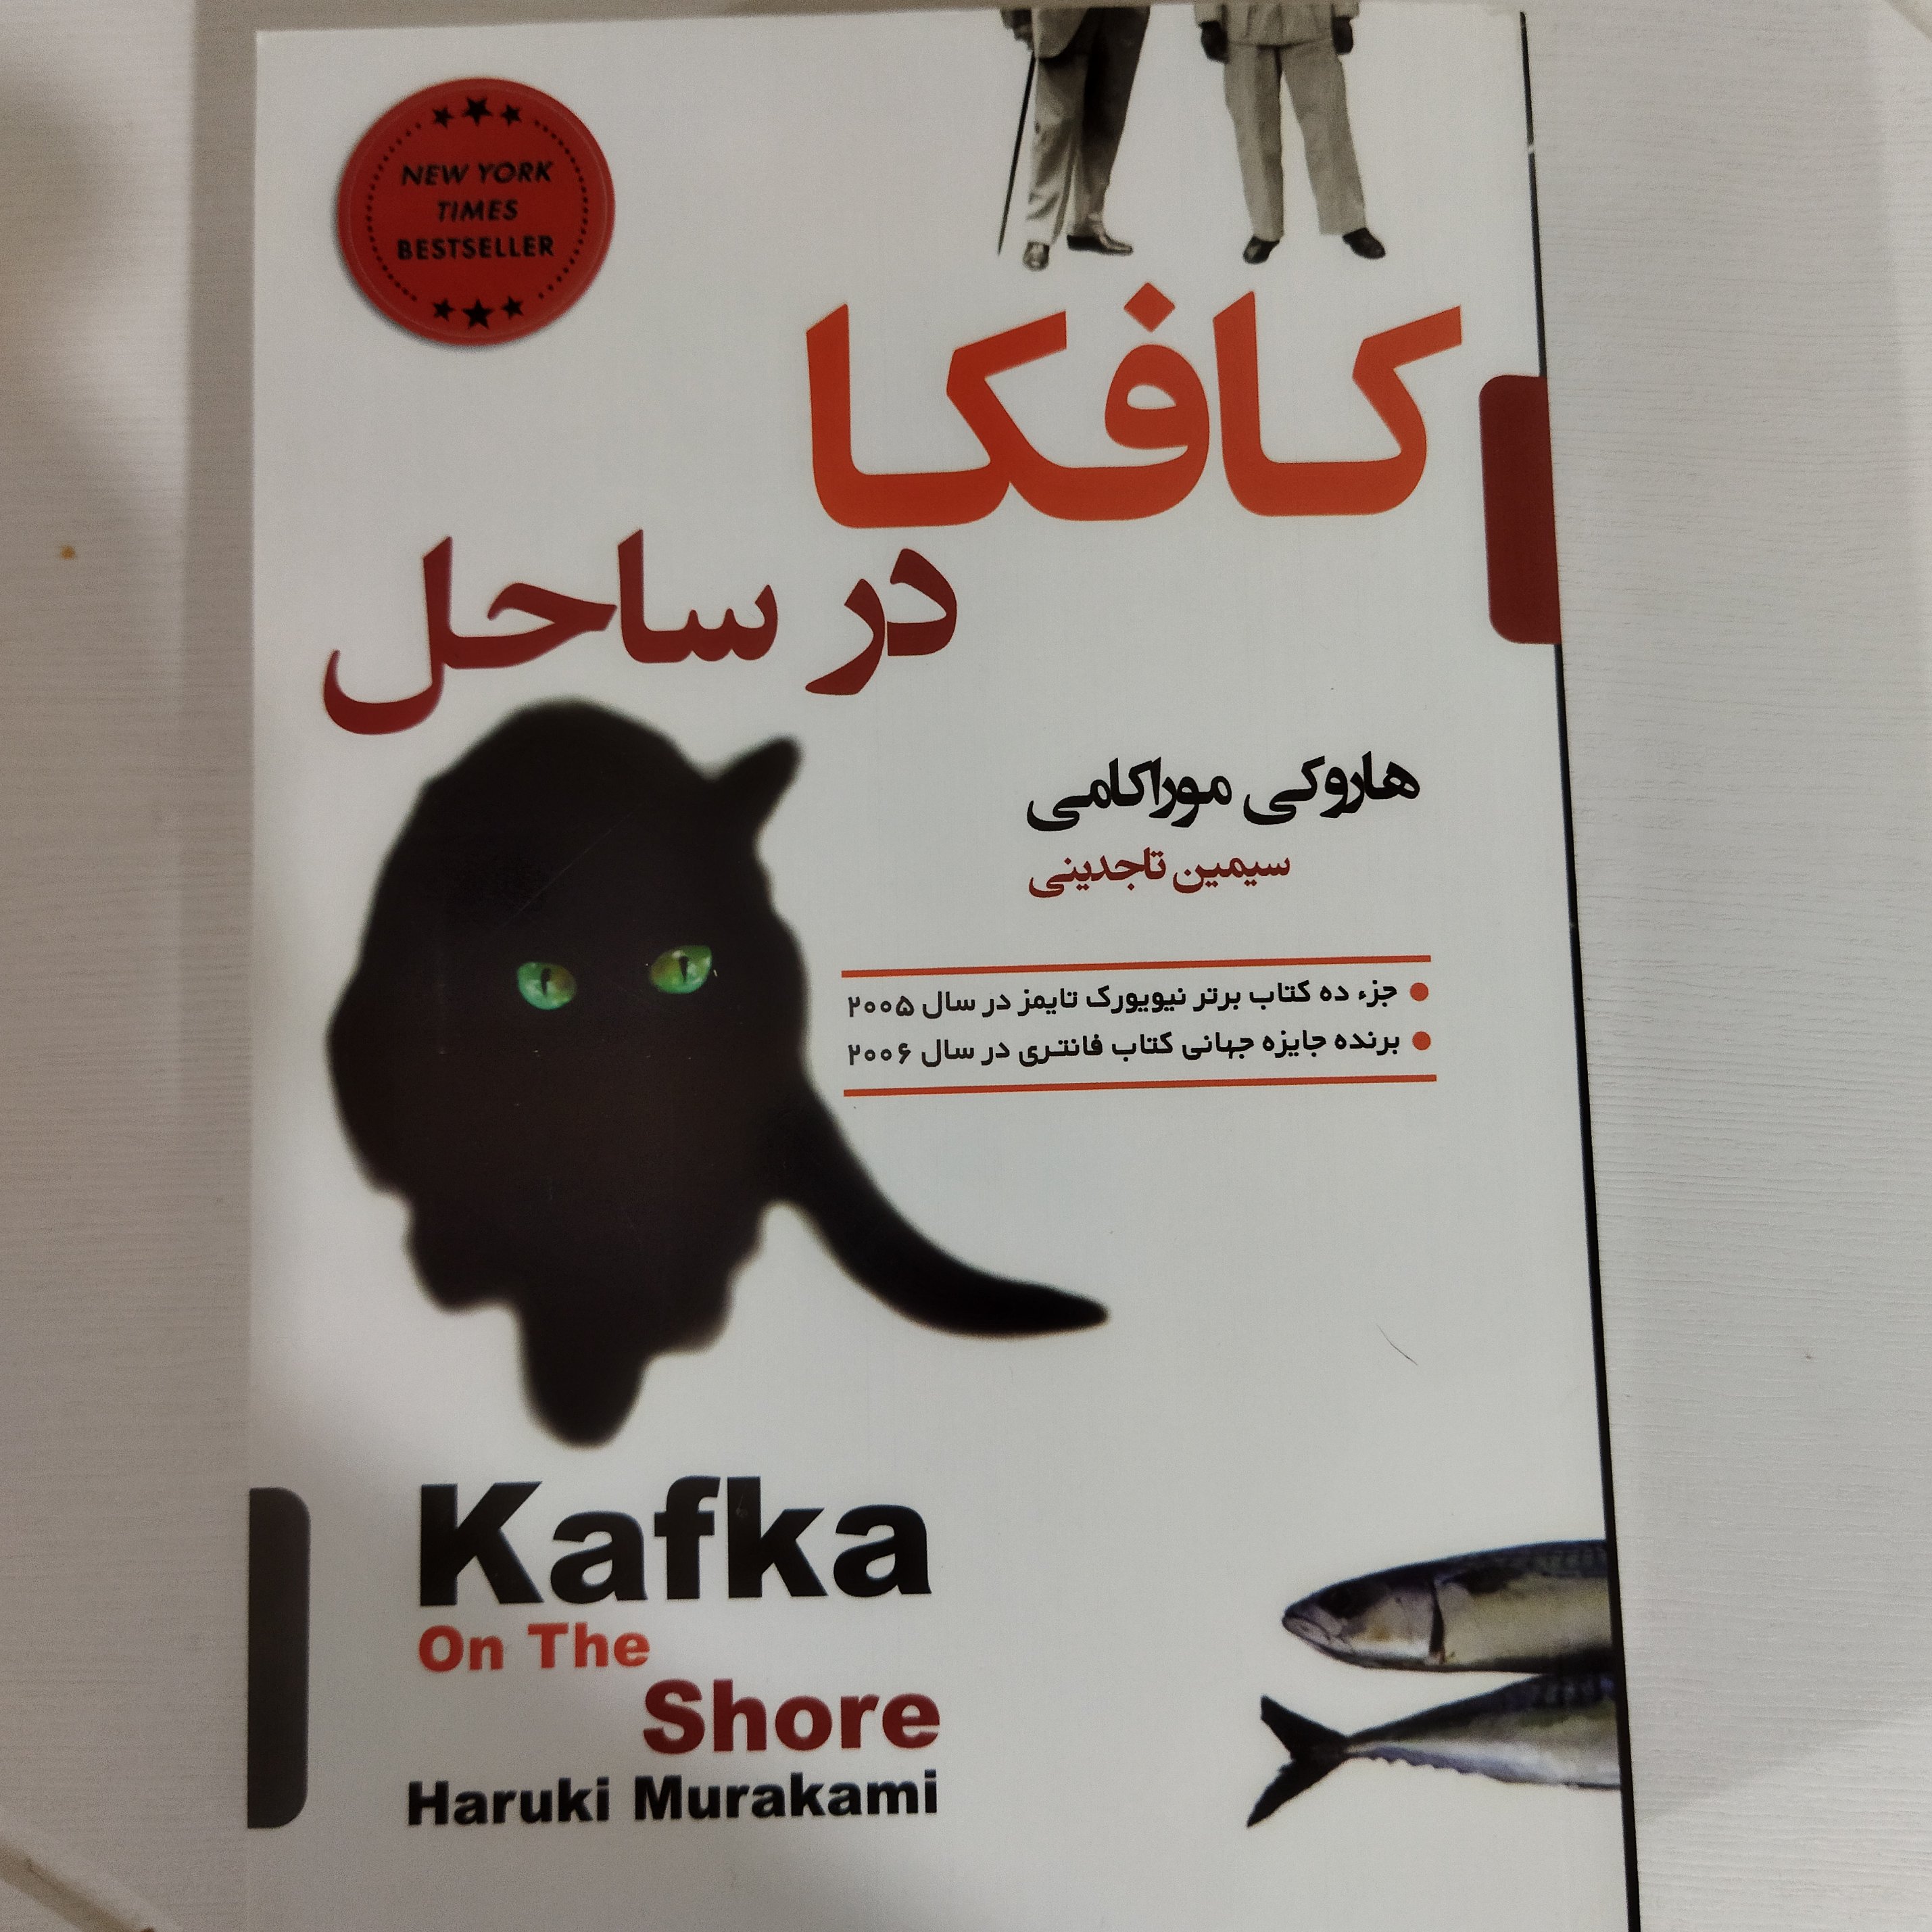 NEW YORK
TIMES
BESTSELLER
کافکا
در ساحل
هاروکی موراکامی
سیمین تاجدینی
جزء ده کتاب برتر نیویورک تایمز در سال ۲۰۰۵
برنده جایزه جهانی کتاب فانتری در سال ۲۰۰۶
Kafka
On The
Shore
Haruki Murakami